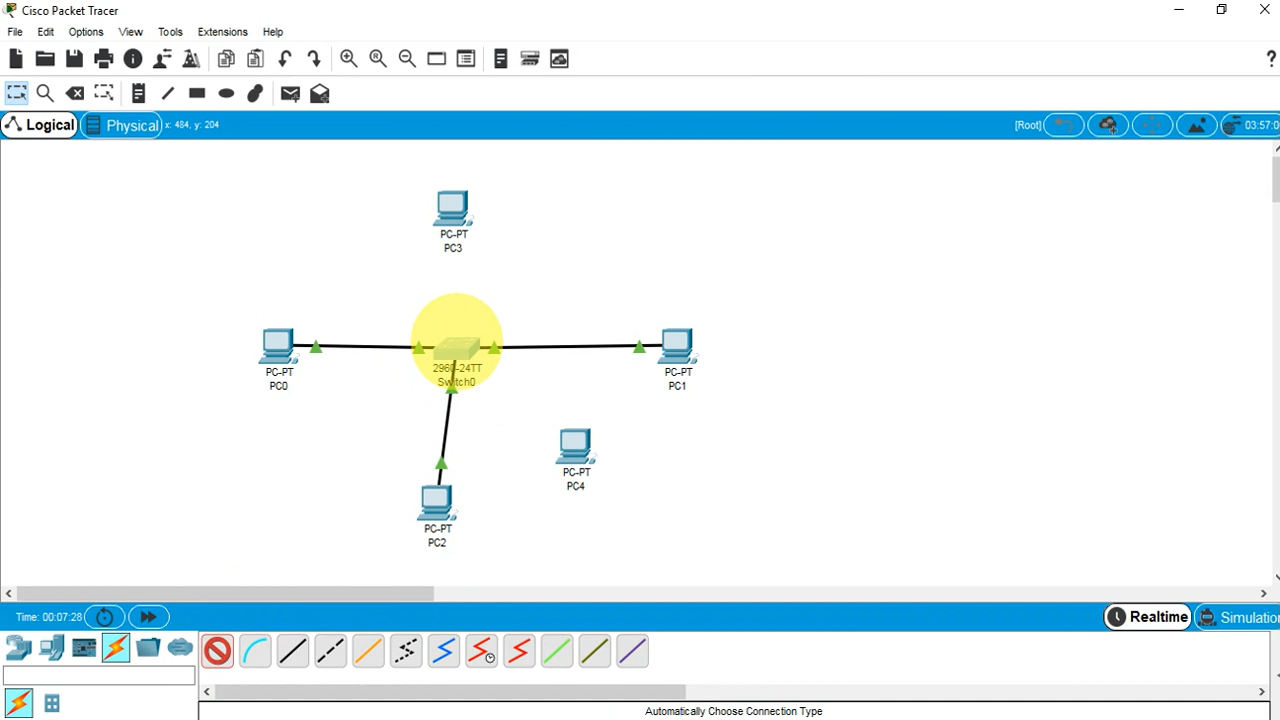 Cisco Packet Tracer
File Edit Options View Tools Extensions Help
Logical Physical x: 484, y: 204 [Root] 03:57:0
PC-PT
PC3
PC-PT
PC0
2960-24TT
Switch0
PC-PT
PC1
PC-PT
PC4
PC-PT
PC2
Time: 00:07:28 Realtime Simulation
Automatically Choose Connection Type